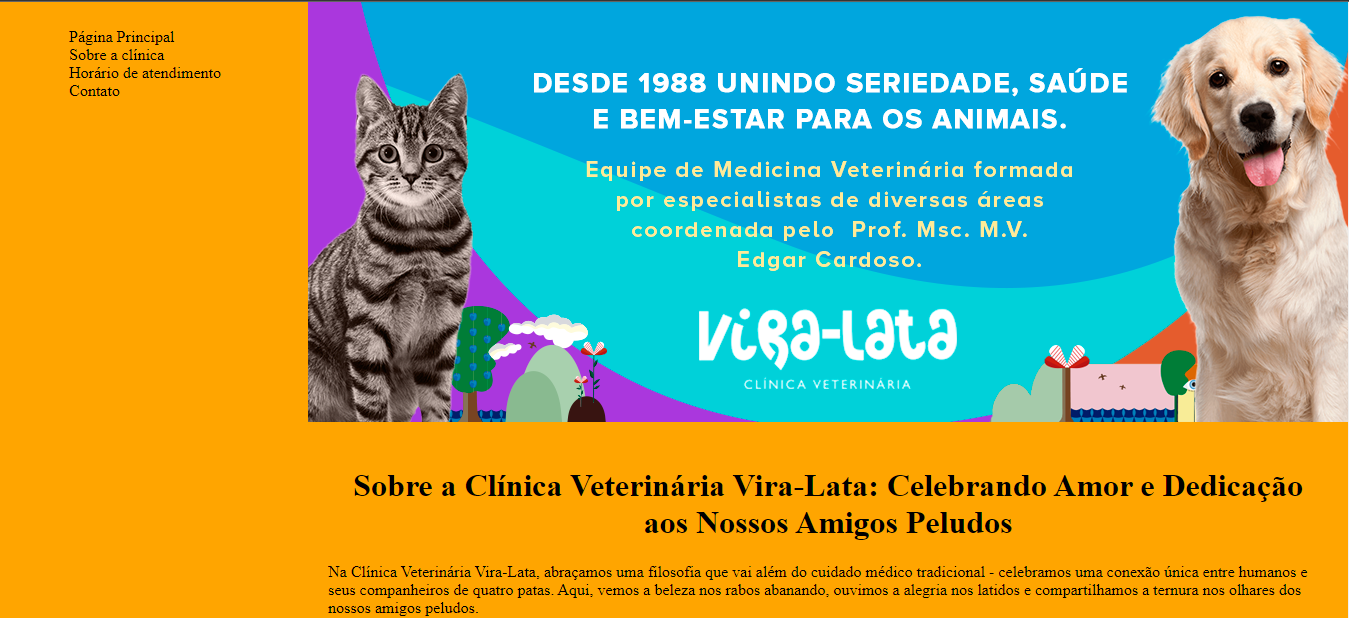 Página Principal
Sobre a clínica
Horário de atendimento
Contato
DESDE 1988 UNINDO SERIEDADE, SAÚDE
E BEM-ESTAR PARA OS ANIMAIS.
Equipe de Medicina Veterinária formada
por especialistas de diversas áreas
coordenada pelo Prof. Msc. M.V.
Edgar Cardoso.
VIRA-LATA
CLÍNICA VETERINÁRIA
Sobre a Clínica Veterinária Vira-Lata: Celebrando Amor e Dedicação
aos Nossos Amigos Peludos
Na Clínica Veterinária Vira-Lata, abraçamos uma filosofia que vai além do cuidado médico tradicional - celebramos uma conexão única entre humanos e
seus companheiros de quatro patas. Aqui, vemos a beleza nos rabos abanando, ouvimos a alegria nos latidos e compartilhamos a ternura nos olhares dos
nossos amigos peludos.